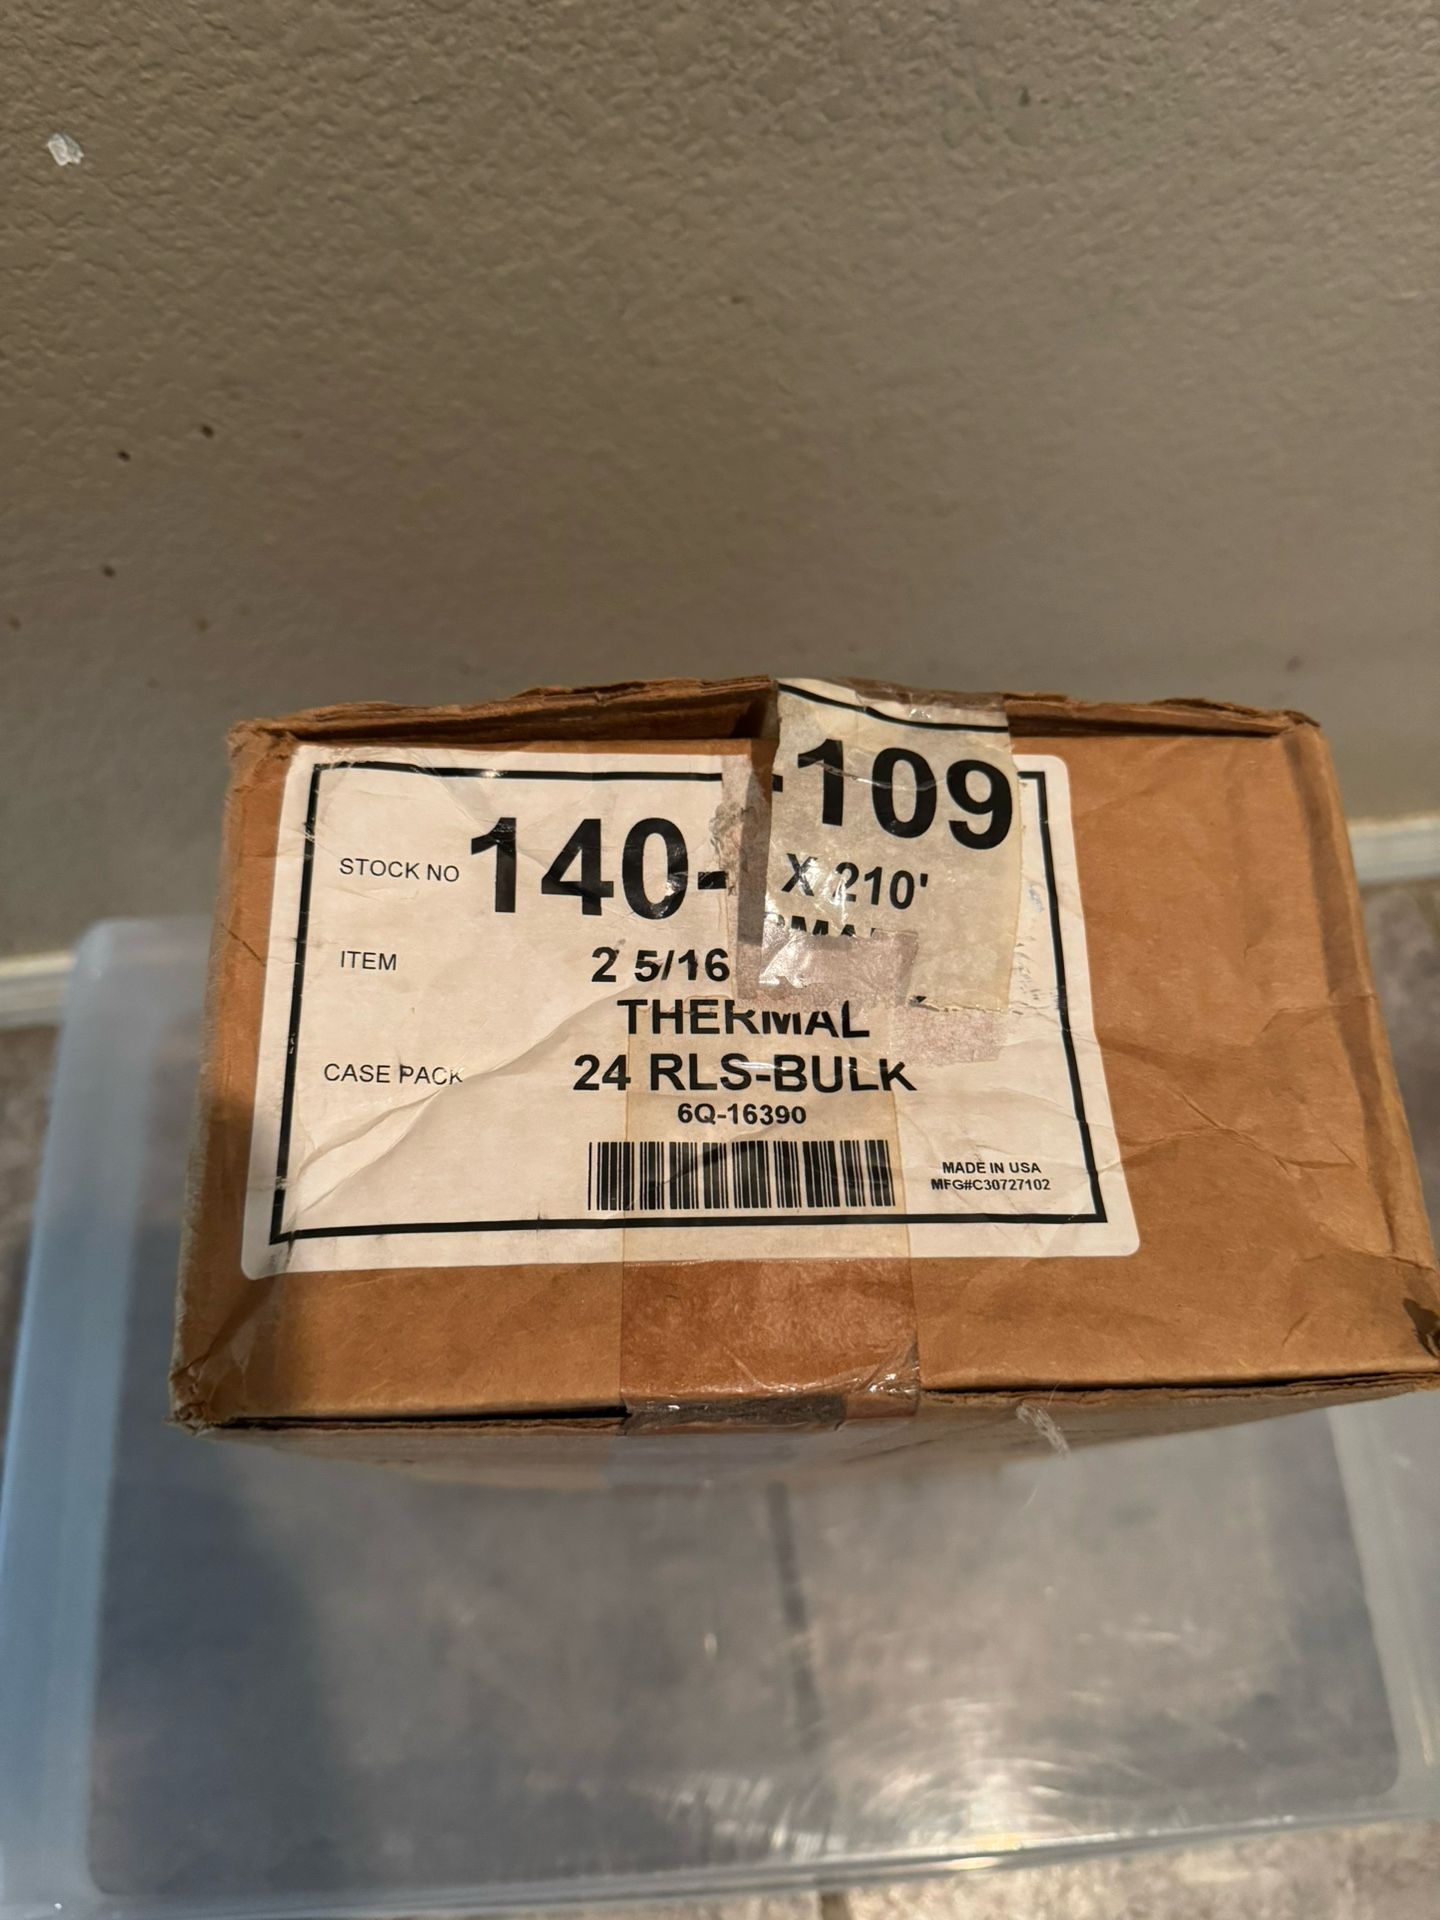 STOCK NO 140-109
ITEM 2 5/16 X 210'
THERMAL
CASE PACK 24 RLS-BULK
6Q-16390
MADE IN USA
MFG#C30727102